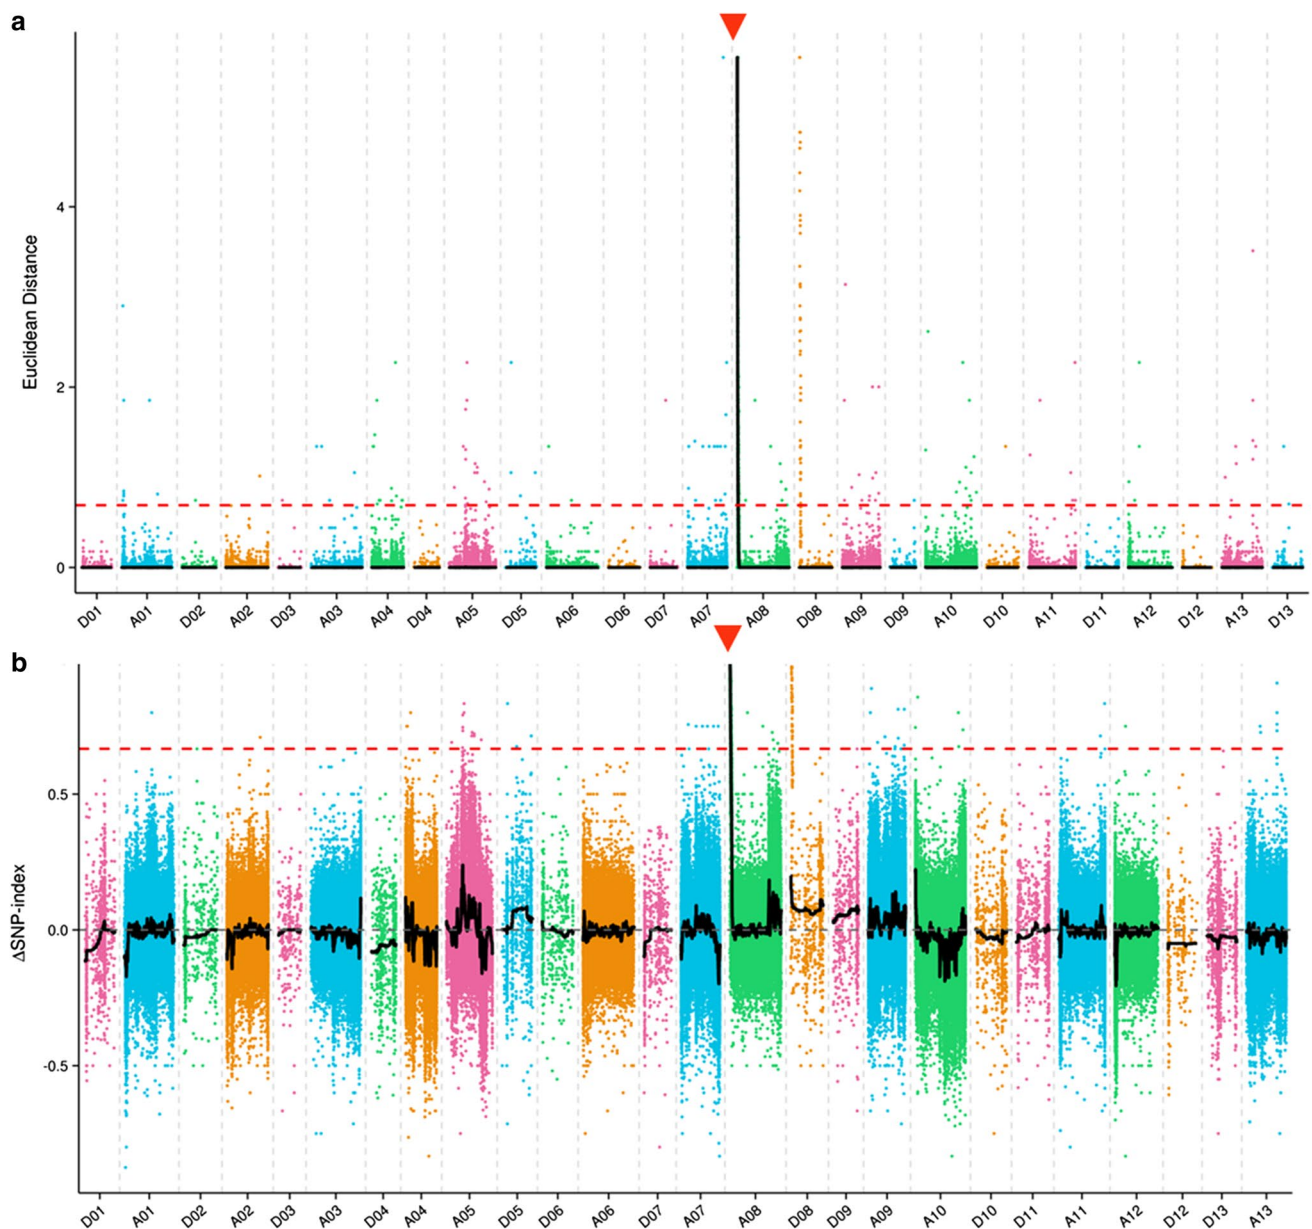 a
Euclidean Distance
4
2
0
D01 A01 D02 A02 D03 A03 A04 D04 A05 D05 A06 D06 D07 A07 A08 D08 A09 D09 A10 D10 A11 D11 A12 D12 A13 D13
b
ΔSNP-index
0.5
0.0
-0.5
D01 A01 D02 A02 D03 A03 D04 A04 A05 D05 D06 A06 D07 A07 A08 D08 D09 A09 A10 D10 D11 A11 A12 D12 D13 A13